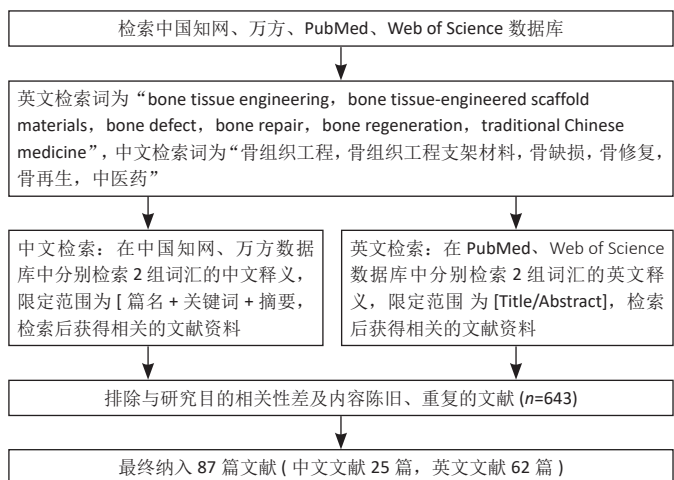 检索中国知网、万方、PubMed、Web of Science 数据库
英文检索词为“bone tissue engineering，bone tissue-engineered scaffold
materials，bone defect，bone repair，bone regeneration，traditional Chinese
medicine”，中文检索词为“骨组织工程，骨组织工程支架材料，骨缺损，骨修复，
骨再生，中医药”
中文检索：在中国知网、万方数据
库中分别检索 2 组词汇的中文释义，
限定范围为 [ 篇名 + 关键词 + 摘要，
检索后获得相关的文献资料
英文检索：在 PubMed、Web of Science
数据库中分别检索 2 组词汇的英文释
义，限定范围 为 [Title/Abstract]，检索
后获得相关的文献资料
排除与研究目的相关性差及内容陈旧、重复的文献 (n=643)
最终纳入 87 篇文献 ( 中文文献 25 篇，英文文献 62 篇 )